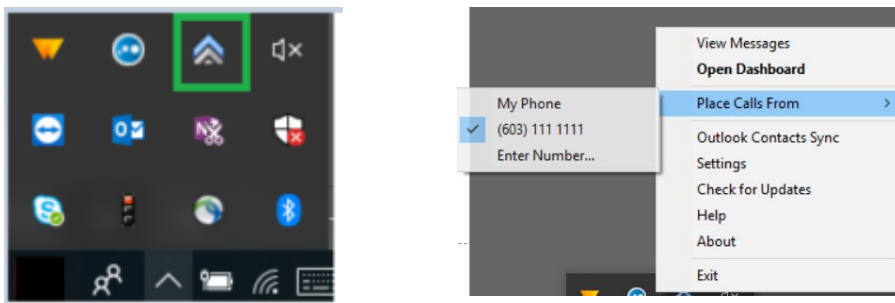 View Messages
Open Dashboard
Place Calls From
My Phone
(603) 111 1111
Enter Number...
Outlook Contacts Sync
Settings
Check for Updates
Help
About
Exit